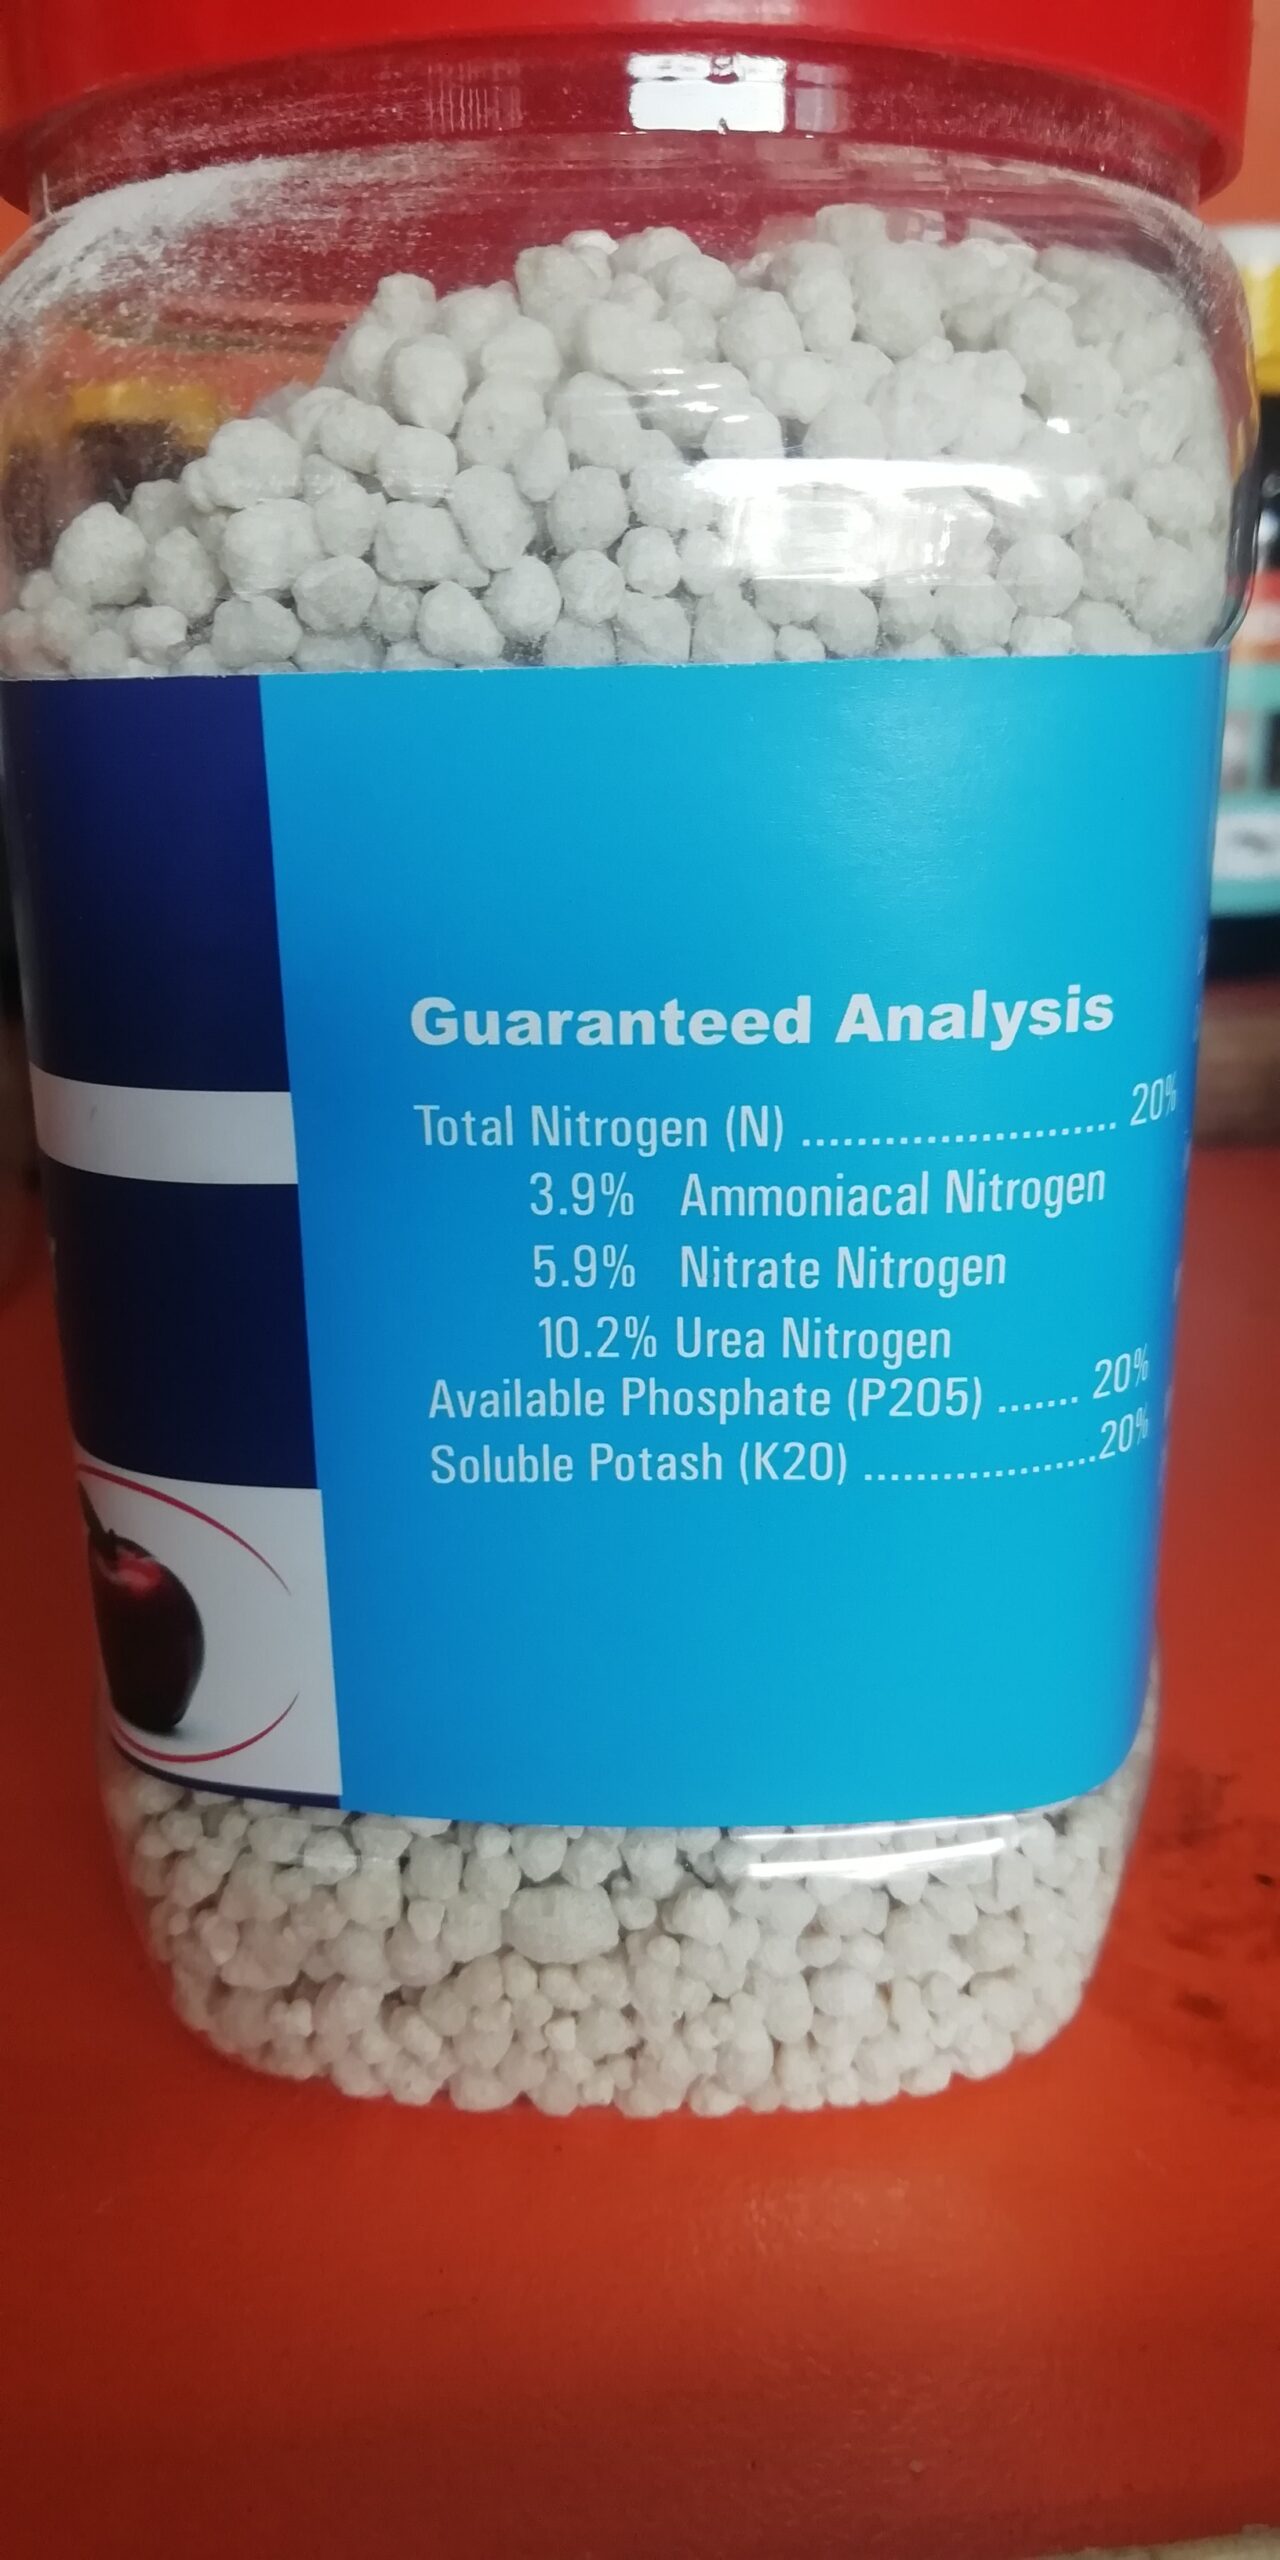 Guaranteed Analysis
Total Nitrogen (N) ........................ 20%
3.9% Ammoniacal Nitrogen
5.9% Nitrate Nitrogen
10.2% Urea Nitrogen
Available Phosphate (P205) ....... 20%
Soluble Potash (K20) ..................20%